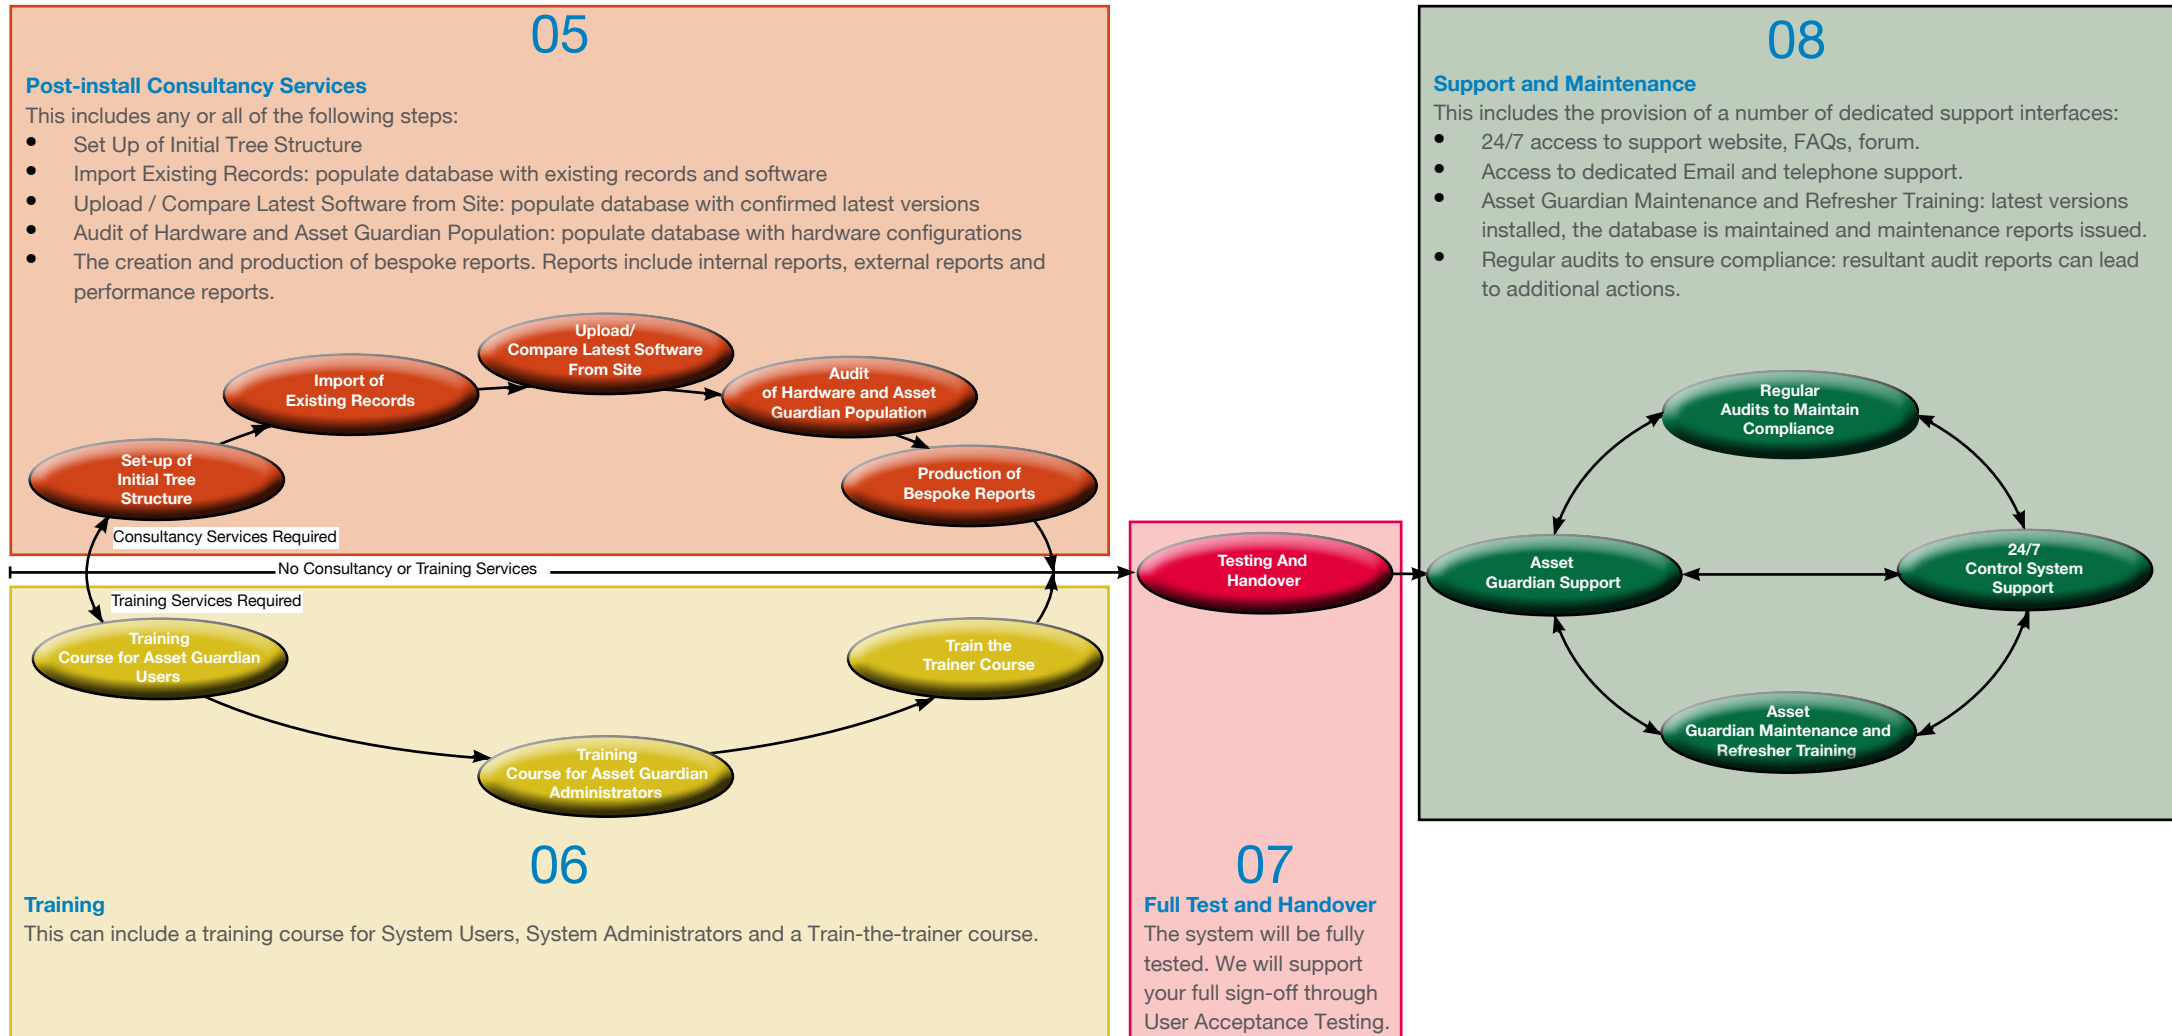 05
Post-install Consultancy Services
This includes any or all of the following steps:
• Set Up of Initial Tree Structure
• Import Existing Records: populate database with existing records and software
• Upload / Compare Latest Software from Site: populate database with confirmed latest versions
• Audit of Hardware and Asset Guardian Population: populate database with hardware configurations
• The creation and production of bespoke reports. Reports include internal reports, external reports and
performance reports.
Upload/
Compare Latest Software
From Site
Import of
Existing Records
Audit
of Hardware and Asset
Guardian Population
Set-up of
Initial Tree
Structure
Production of
Bespoke Reports
Consultancy Services Required
No Consultancy or Training Services
Training Services Required
Training
Course for Asset Guardian
Users
Train the
Trainer Course
Training
Course for Asset Guardian
Administrators
06
Training
This can include a training course for System Users, System Administrators and a Train-the-trainer course.
Testing And
Handover
07
Full Test and Handover
The system will be fully
tested. We will support
your full sign-off through
User Acceptance Testing.
08
Support and Maintenance
This includes the provision of a number of dedicated support interfaces:
• 24/7 access to support website, FAQs, forum.
• Access to dedicated Email and telephone support.
• Asset Guardian Maintenance and Refresher Training: latest versions
installed, the database is maintained and maintenance reports issued.
• Regular audits to ensure compliance: resultant audit reports can lead
to additional actions.
Regular
Audits to Maintain
Compliance
Asset
Guardian Support
24/7
Control System
Support
Asset
Guardian Maintenance and
Refresher Training